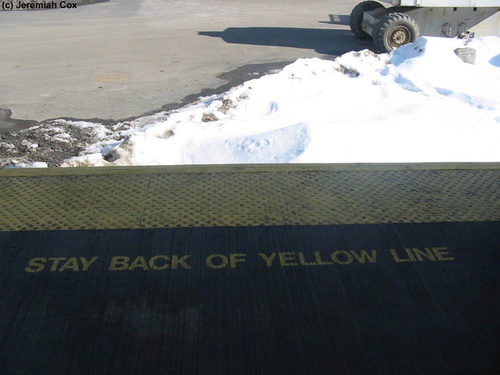 (c) Jeremiah Cox
STAY BACK OF YELLOW LINE